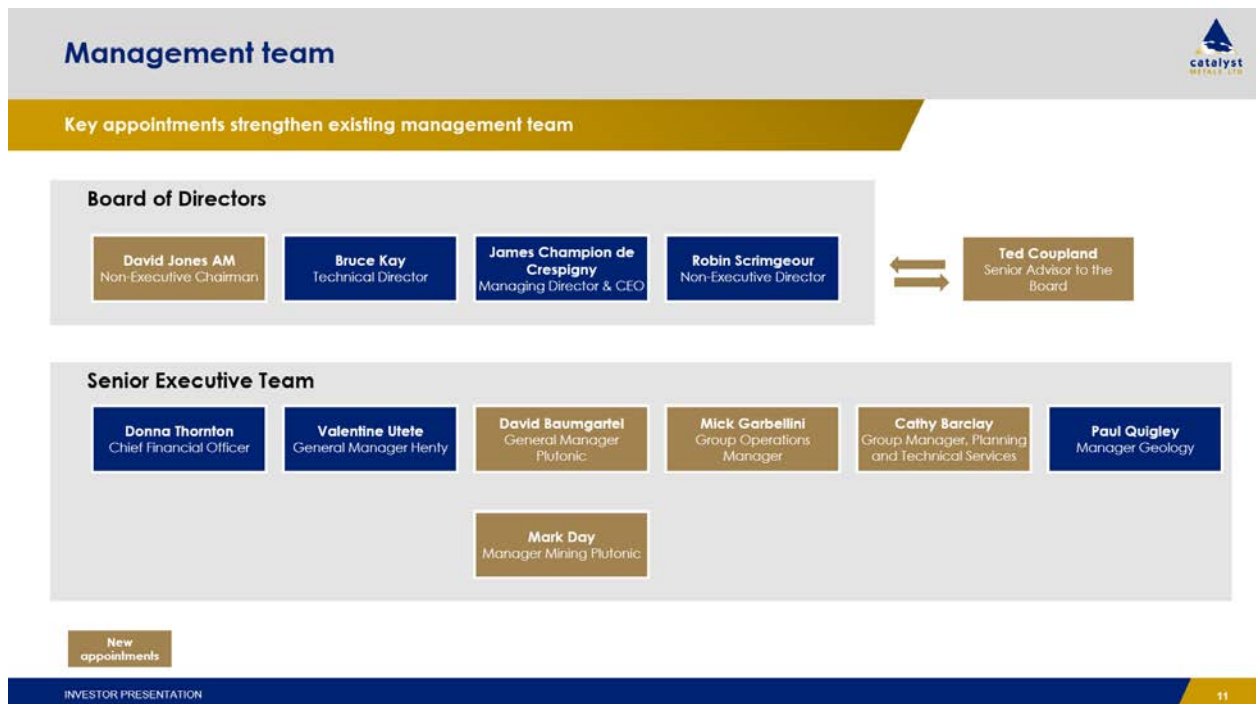 Management team
catalyst
METALS LTD
Key appointments strengthen existing management team
Board of Directors
David Jones AM
Non-Executive Chairman
Bruce Kay
Technical Director
James Champion de
Crespigny
Managing Director & CEO
Robin Scrimgeour
Non-Executive Director
Ted Coupland
Senior Advisor to the
Board
Senior Executive Team
Donna Thornton
Chief Financial Officer
Valentine Utete
General Manager Henty
David Baumgartel
General Manager
Plutonic
Mick Garbellini
Group Operations
Manager
Cathy Barclay
Group Manager, Planning
and Technical Services
Paul Quigley
Manager Geology
Mark Day
Manager Mining Plutonic
New
appointments
INVESTOR PRESENTATION
11